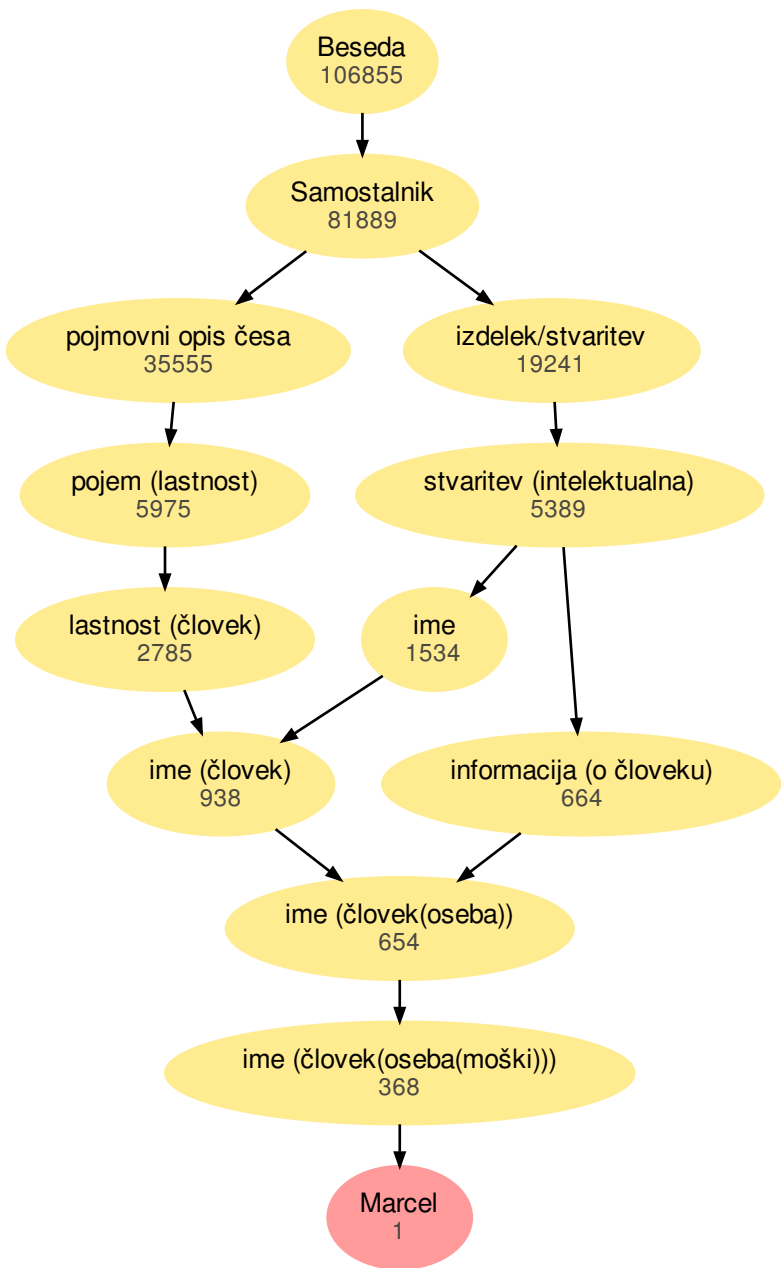 Beseda
106855
Samostalnik
81889
pojmovni opis česa
35555
izdelek/stvaritev
19241
pojem (lastnost)
5975
stvaritev (intelektualna)
5389
lastnost (človek)
2785
ime
1534
ime (človek)
938
informacija (o človeku)
664
ime (človek(oseba))
654
ime (človek(oseba(moški)))
368
Marcel
1